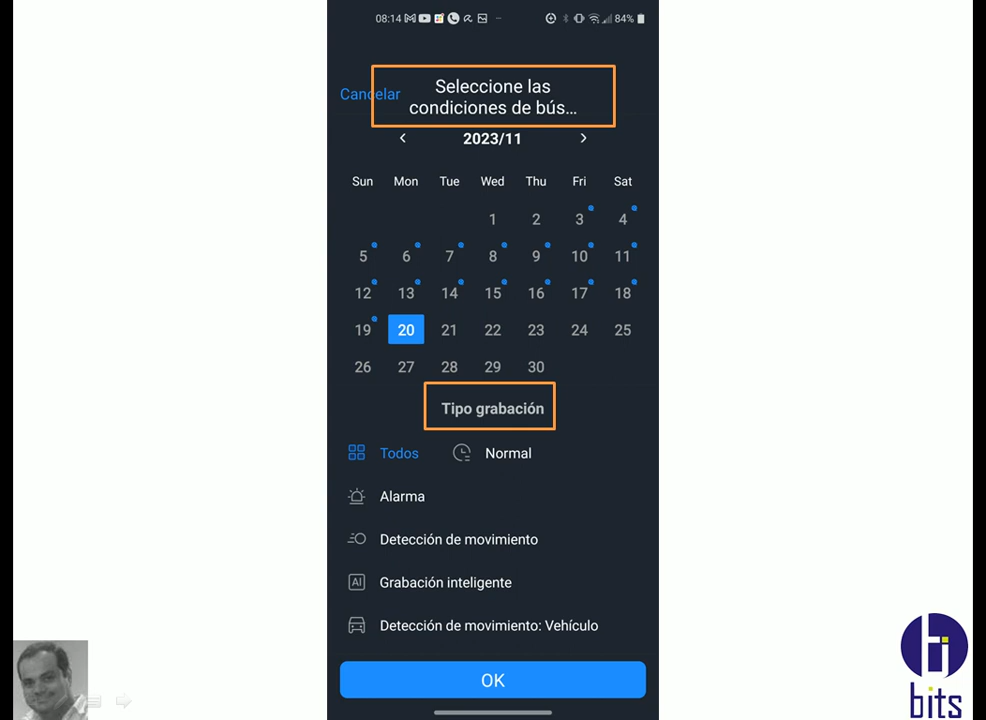 08:14 84%
Cancelar
Seleccione las
condiciones de bús...
< 2023/11 >
Sun Mon Tue Wed Thu Fri Sat
1 2 3 4
5 6 7 8 9 10 11
12 13 14 15 16 17 18
19 20 21 22 23 24 25
26 27 28 29 30
Tipo grabación
Todos Normal
Alarma
Detección de movimiento
AI Grabación inteligente
Detección de movimiento: Vehículo
OK
bits